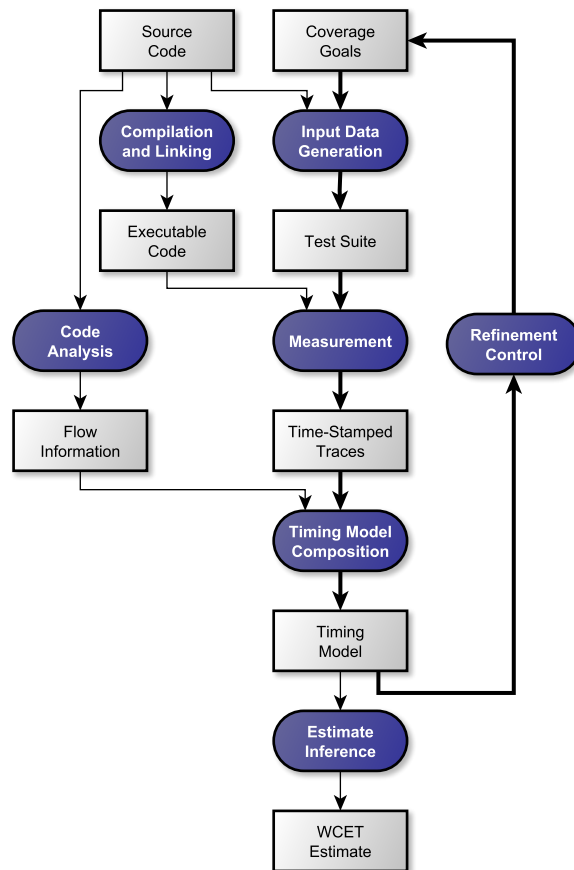 Source
Code
Coverage
Goals
Compilation
and Linking
Input Data
Generation
Executable
Code
Test Suite
Code
Analysis
Measurement
Refinement
Control
Flow
Information
Time-Stamped
Traces
Timing Model
Composition
Timing
Model
Estimate
Inference
WCET
Estimate